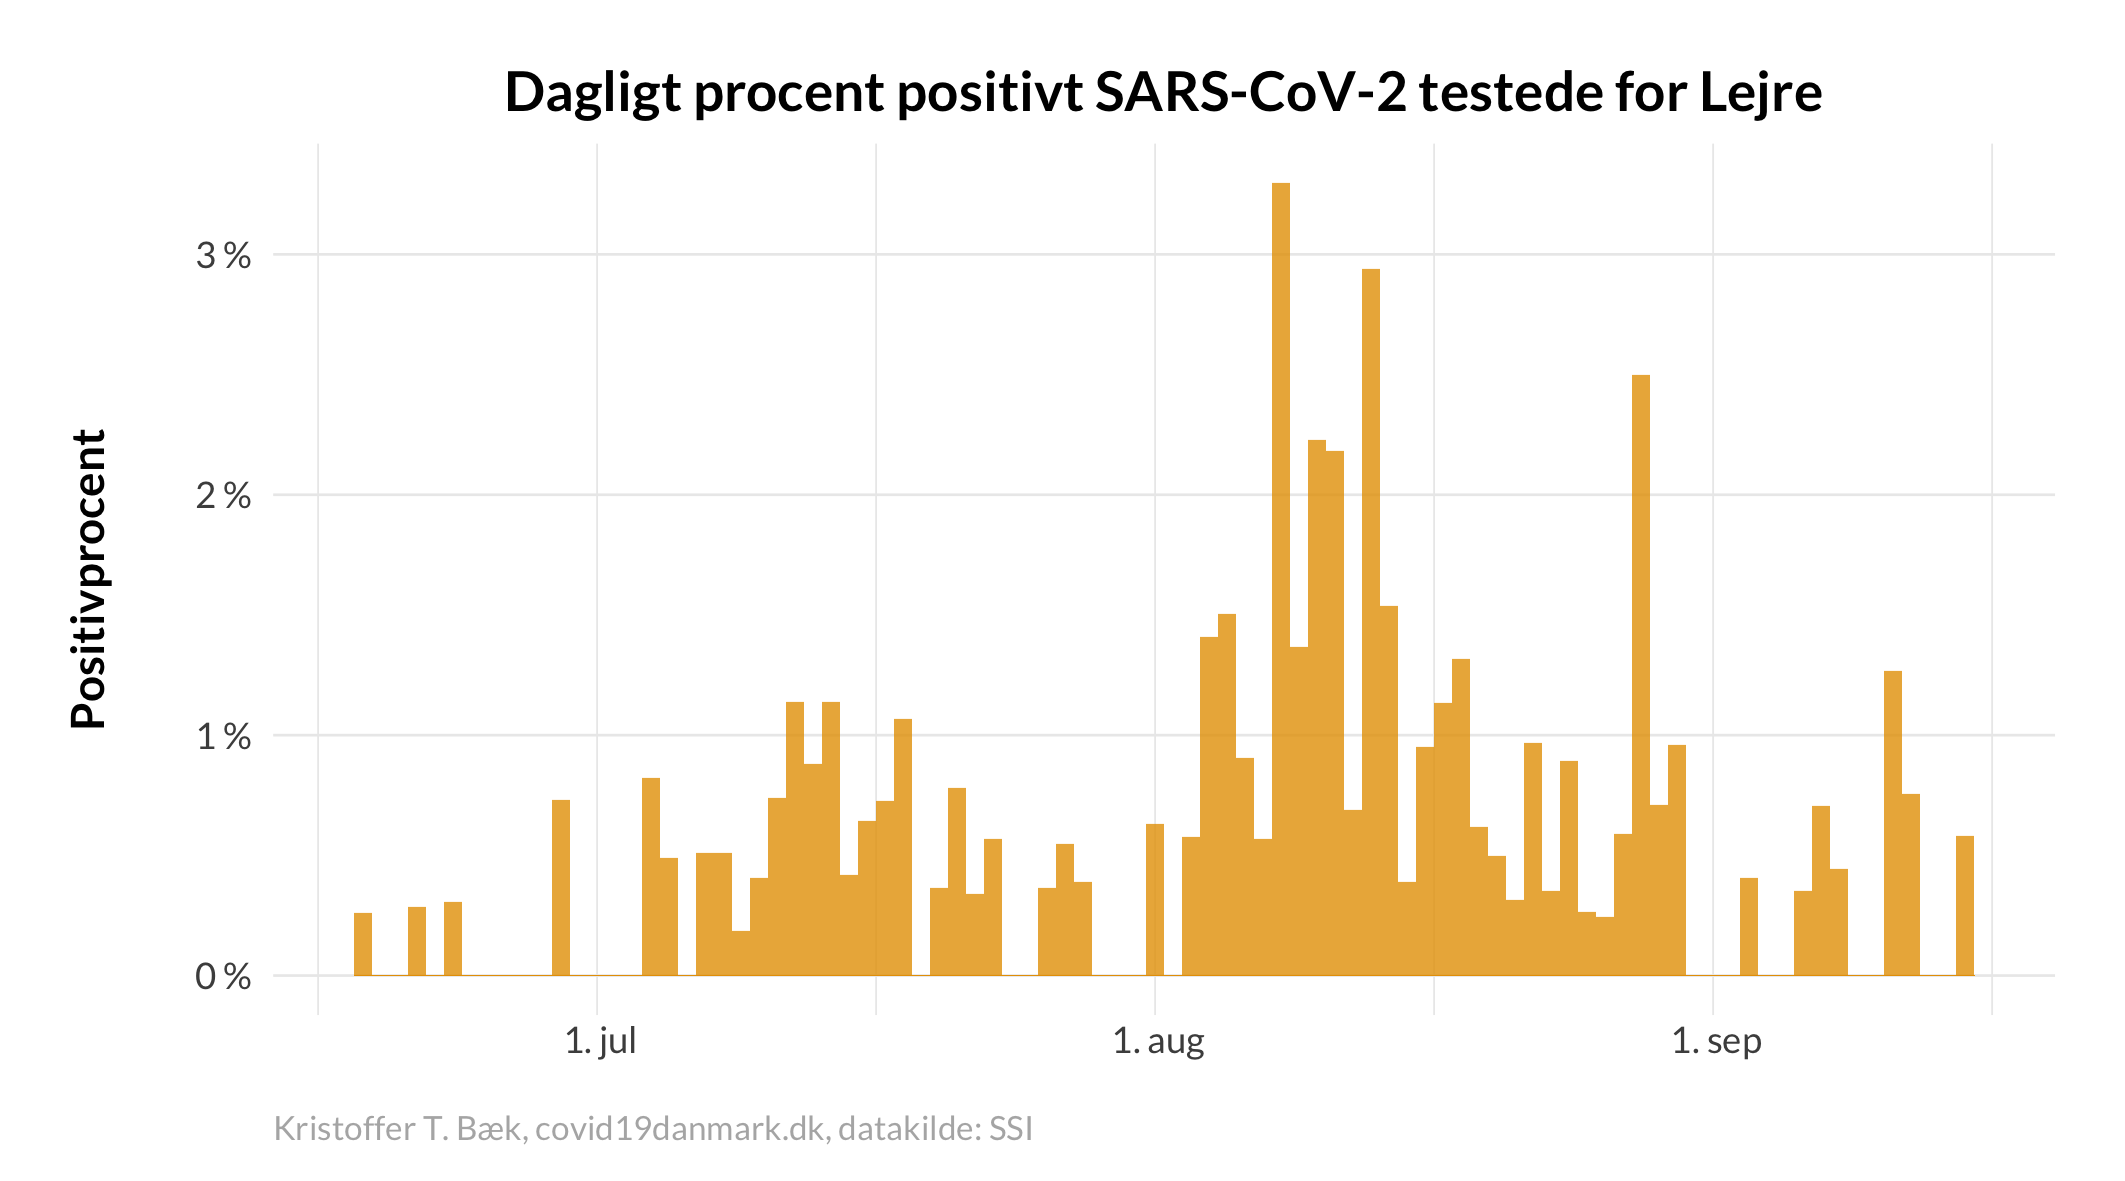 Dagligt procent positivt SARS-CoV-2 testede for Lejre
Positivprocent
3 %
2 %
1 %
0 %
1. jul
1. aug
1. sep
Kristoffer T. Bæk, covid19danmark.dk, datakilde: SSI